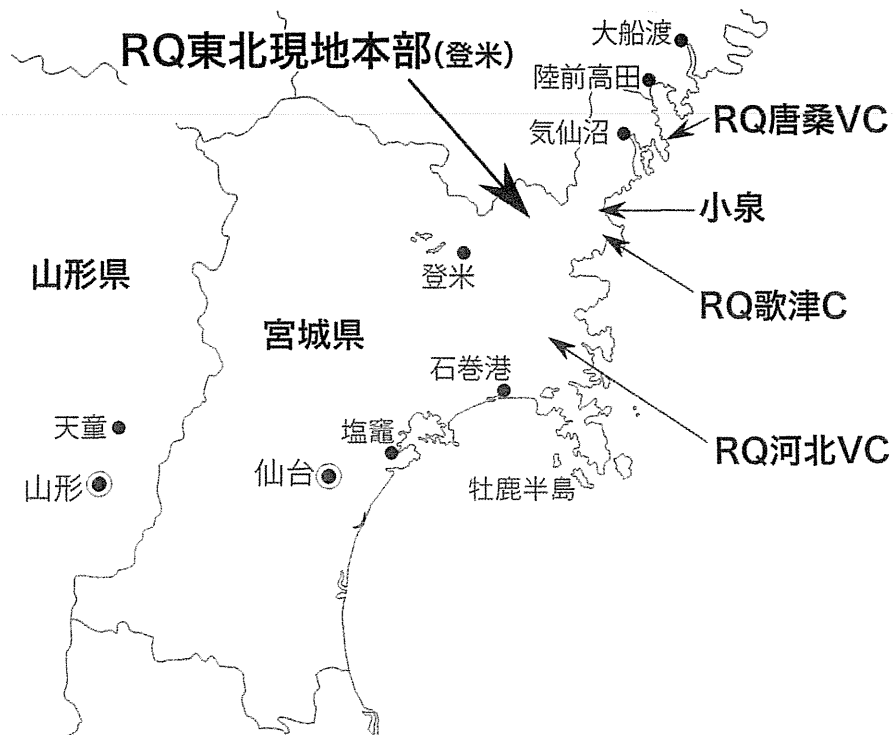 大船渡
RQ東北現地本部(登米)
陸前高田
RQ唐桑VC
気仙沼
小泉
登米
山形県
RQ歌津C
宮城県
石巻港
天童
塩竈
RQ河北VC
仙台
山形
牡鹿半島